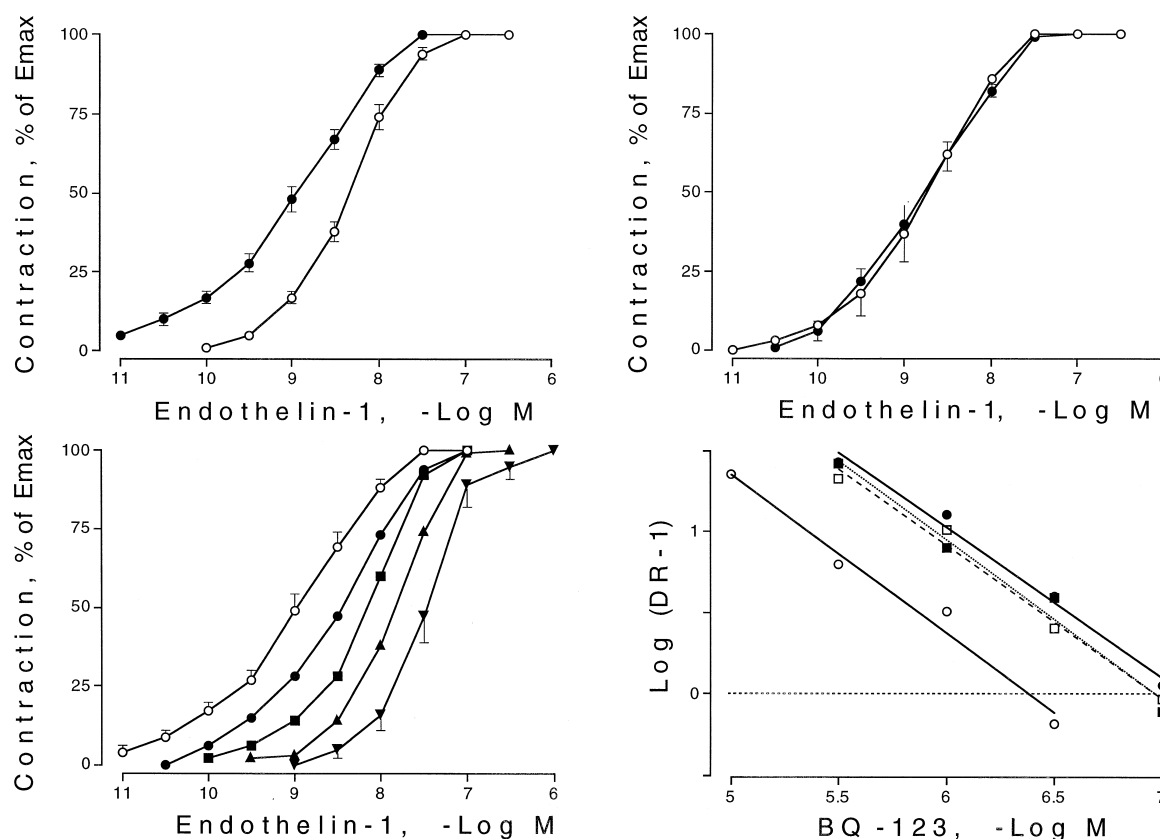 Contraction, % of Emax
100
75
50
25
0
11 10 9 8 7 6
Endothelin-1, -Log M
Contraction, % of Emax
100
75
50
25
0
11 10 9 8 7
Endothelin-1, -Log M
Contraction, % of Emax
100
75
50
25
0
11 10 9 8 7 6
Endothelin-1, -Log M
Log (DR-1)
1
0
5 5.5 6 6.5
BQ-123, -Log M